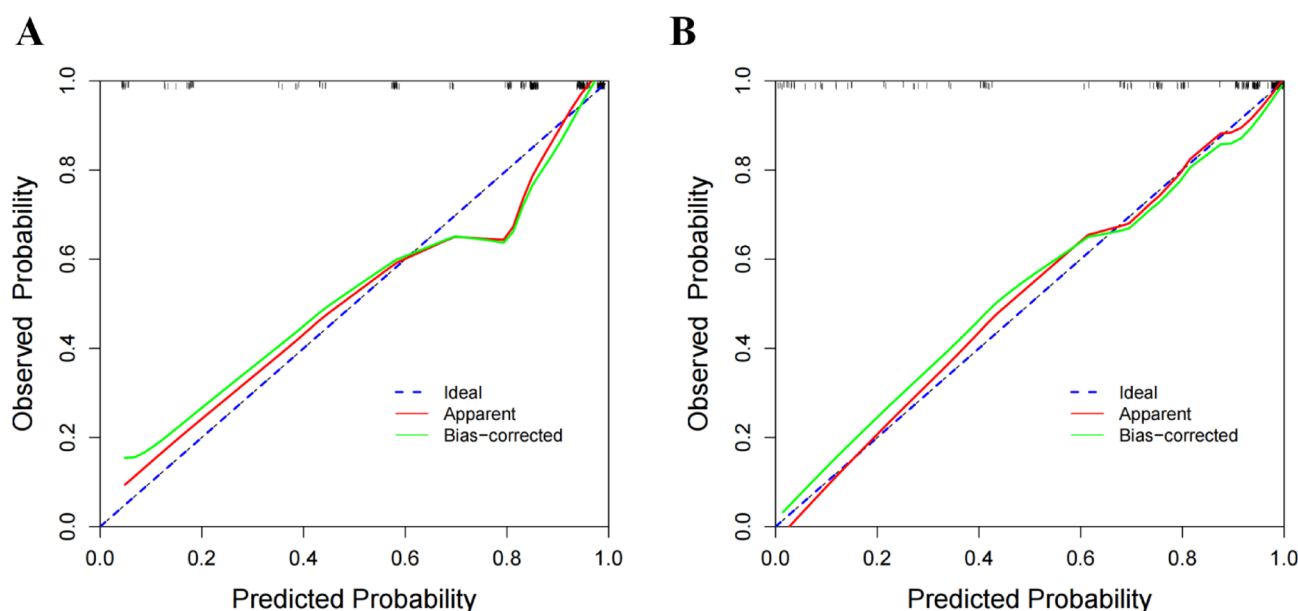 A
1.0
0.8
0.6
0.4
0.2
0.0
Observed Probability
Ideal
Apparent
Bias−corrected
0.0 0.2 0.4 0.6 0.8 1.0
Predicted Probability
B
1.0
0.8
0.6
0.4
0.2
0.0
Observed Probability
Ideal
Apparent
Bias−corrected
0.0 0.2 0.4 0.6 0.8 1.0
Predicted Probability